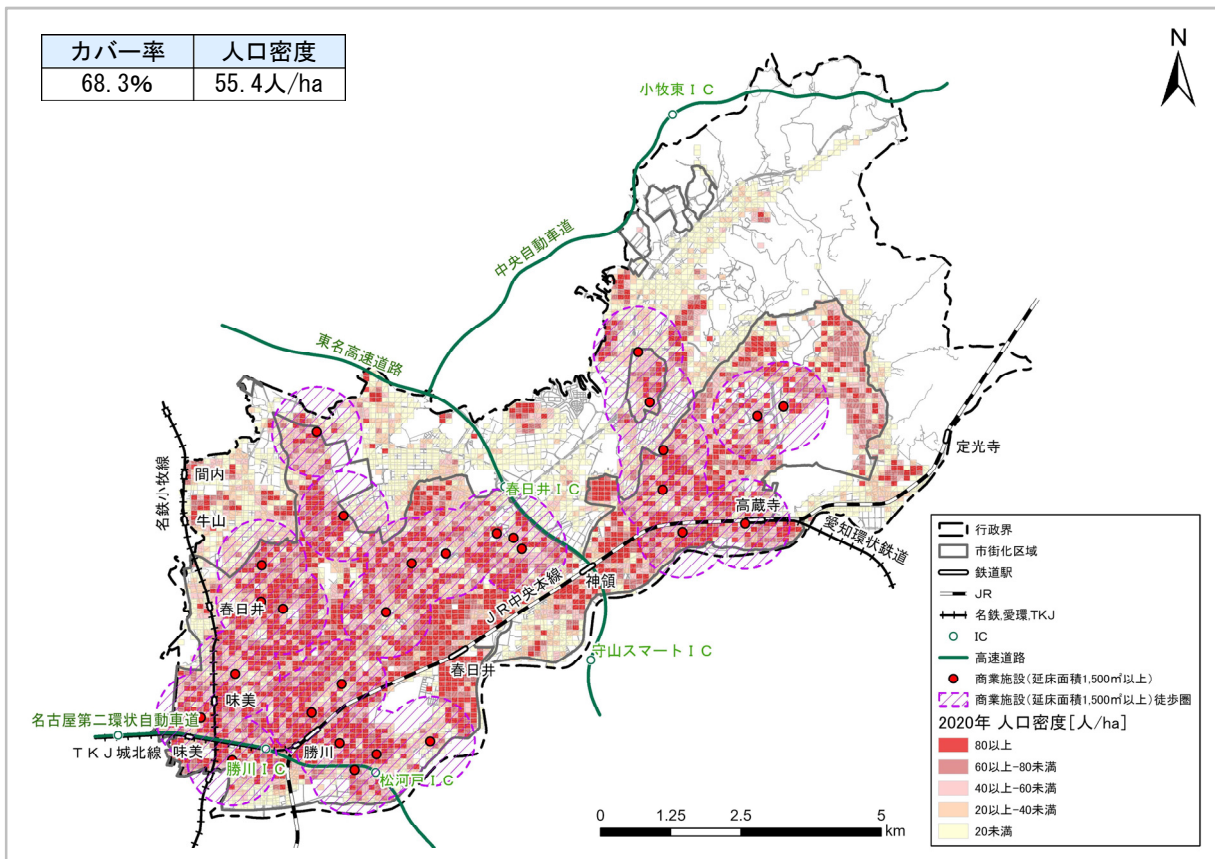 カバー率 人口密度
68.3% 55.4人/ha
N
小牧東ＩＣ
中央自動車道
東名高速道路
名鉄小牧線
間内
牛山
春日井ＩＣ
定光寺
高蔵寺
愛知環状鉄道
神領
ＪＲ中央本線
春日井
守山スマートＩＣ
春日井
味美
名古屋第二環状自動車道
ＴＫＪ城北線
味美
勝川
勝川ＩＣ
松河戸ＩＣ
行政界
市街化区域
鉄道駅
JR
名鉄,愛環,TKJ
IC
高速道路
商業施設(延床面積1,500㎡以上)
商業施設(延床面積1,500㎡以上)徒歩圏
2020年 人口密度[人/ha]
80以上
60以上-80未満
40以上-60未満
20以上-40未満
20未満
0 1.25 2.5 5
km